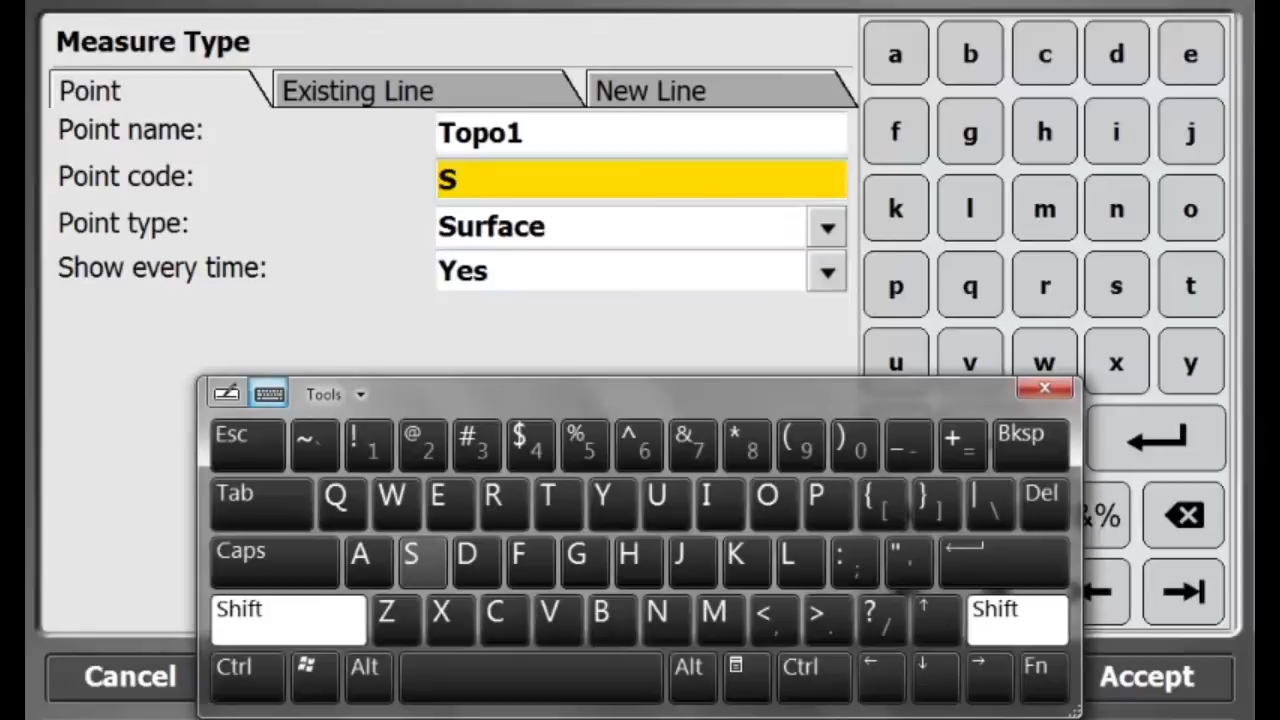 Measure Type
Point
Existing Line
New Line
Point name:
Topo1
Point code:
S
Point type:
Surface
Show every time:
Yes
a b c d e
f g h i j
k l m n o
p q r s t
u v w x y
&%
Tools
Esc ~` !1 @2 #3 $4 %5 ^6 &7 *8 (9 )0 _- += Bksp
Tab Q W E R T Y U I O P {[ }] |\ Del
Caps A S D F G H J K L :; "'
Shift Z X C V B N M <, >. ?/ ↑ Shift
Ctrl Alt Alt Ctrl ← ↓ → Fn
Cancel
Accept